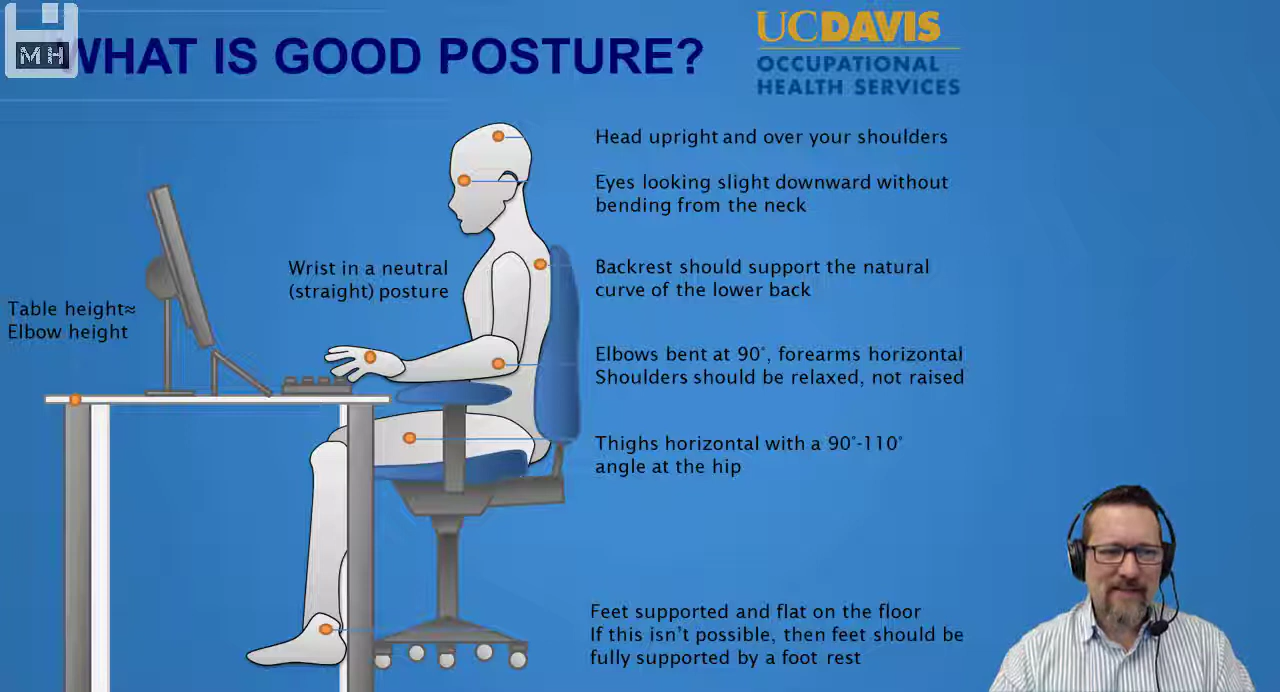 MH
WHAT IS GOOD POSTURE?
UCDAVIS
OCCUPATIONAL
HEALTH SERVICES
Head upright and over your shoulders
Eyes looking slight downward without
bending from the neck
Wrist in a neutral
(straight) posture
Backrest should support the natural
curve of the lower back
Table height≈
Elbow height
Elbows bent at 90°, forearms horizontal
Shoulders should be relaxed, not raised
Thighs horizontal with a 90°-110°
angle at the hip
Feet supported and flat on the floor
If this isn't possible, then feet should be
fully supported by a foot rest